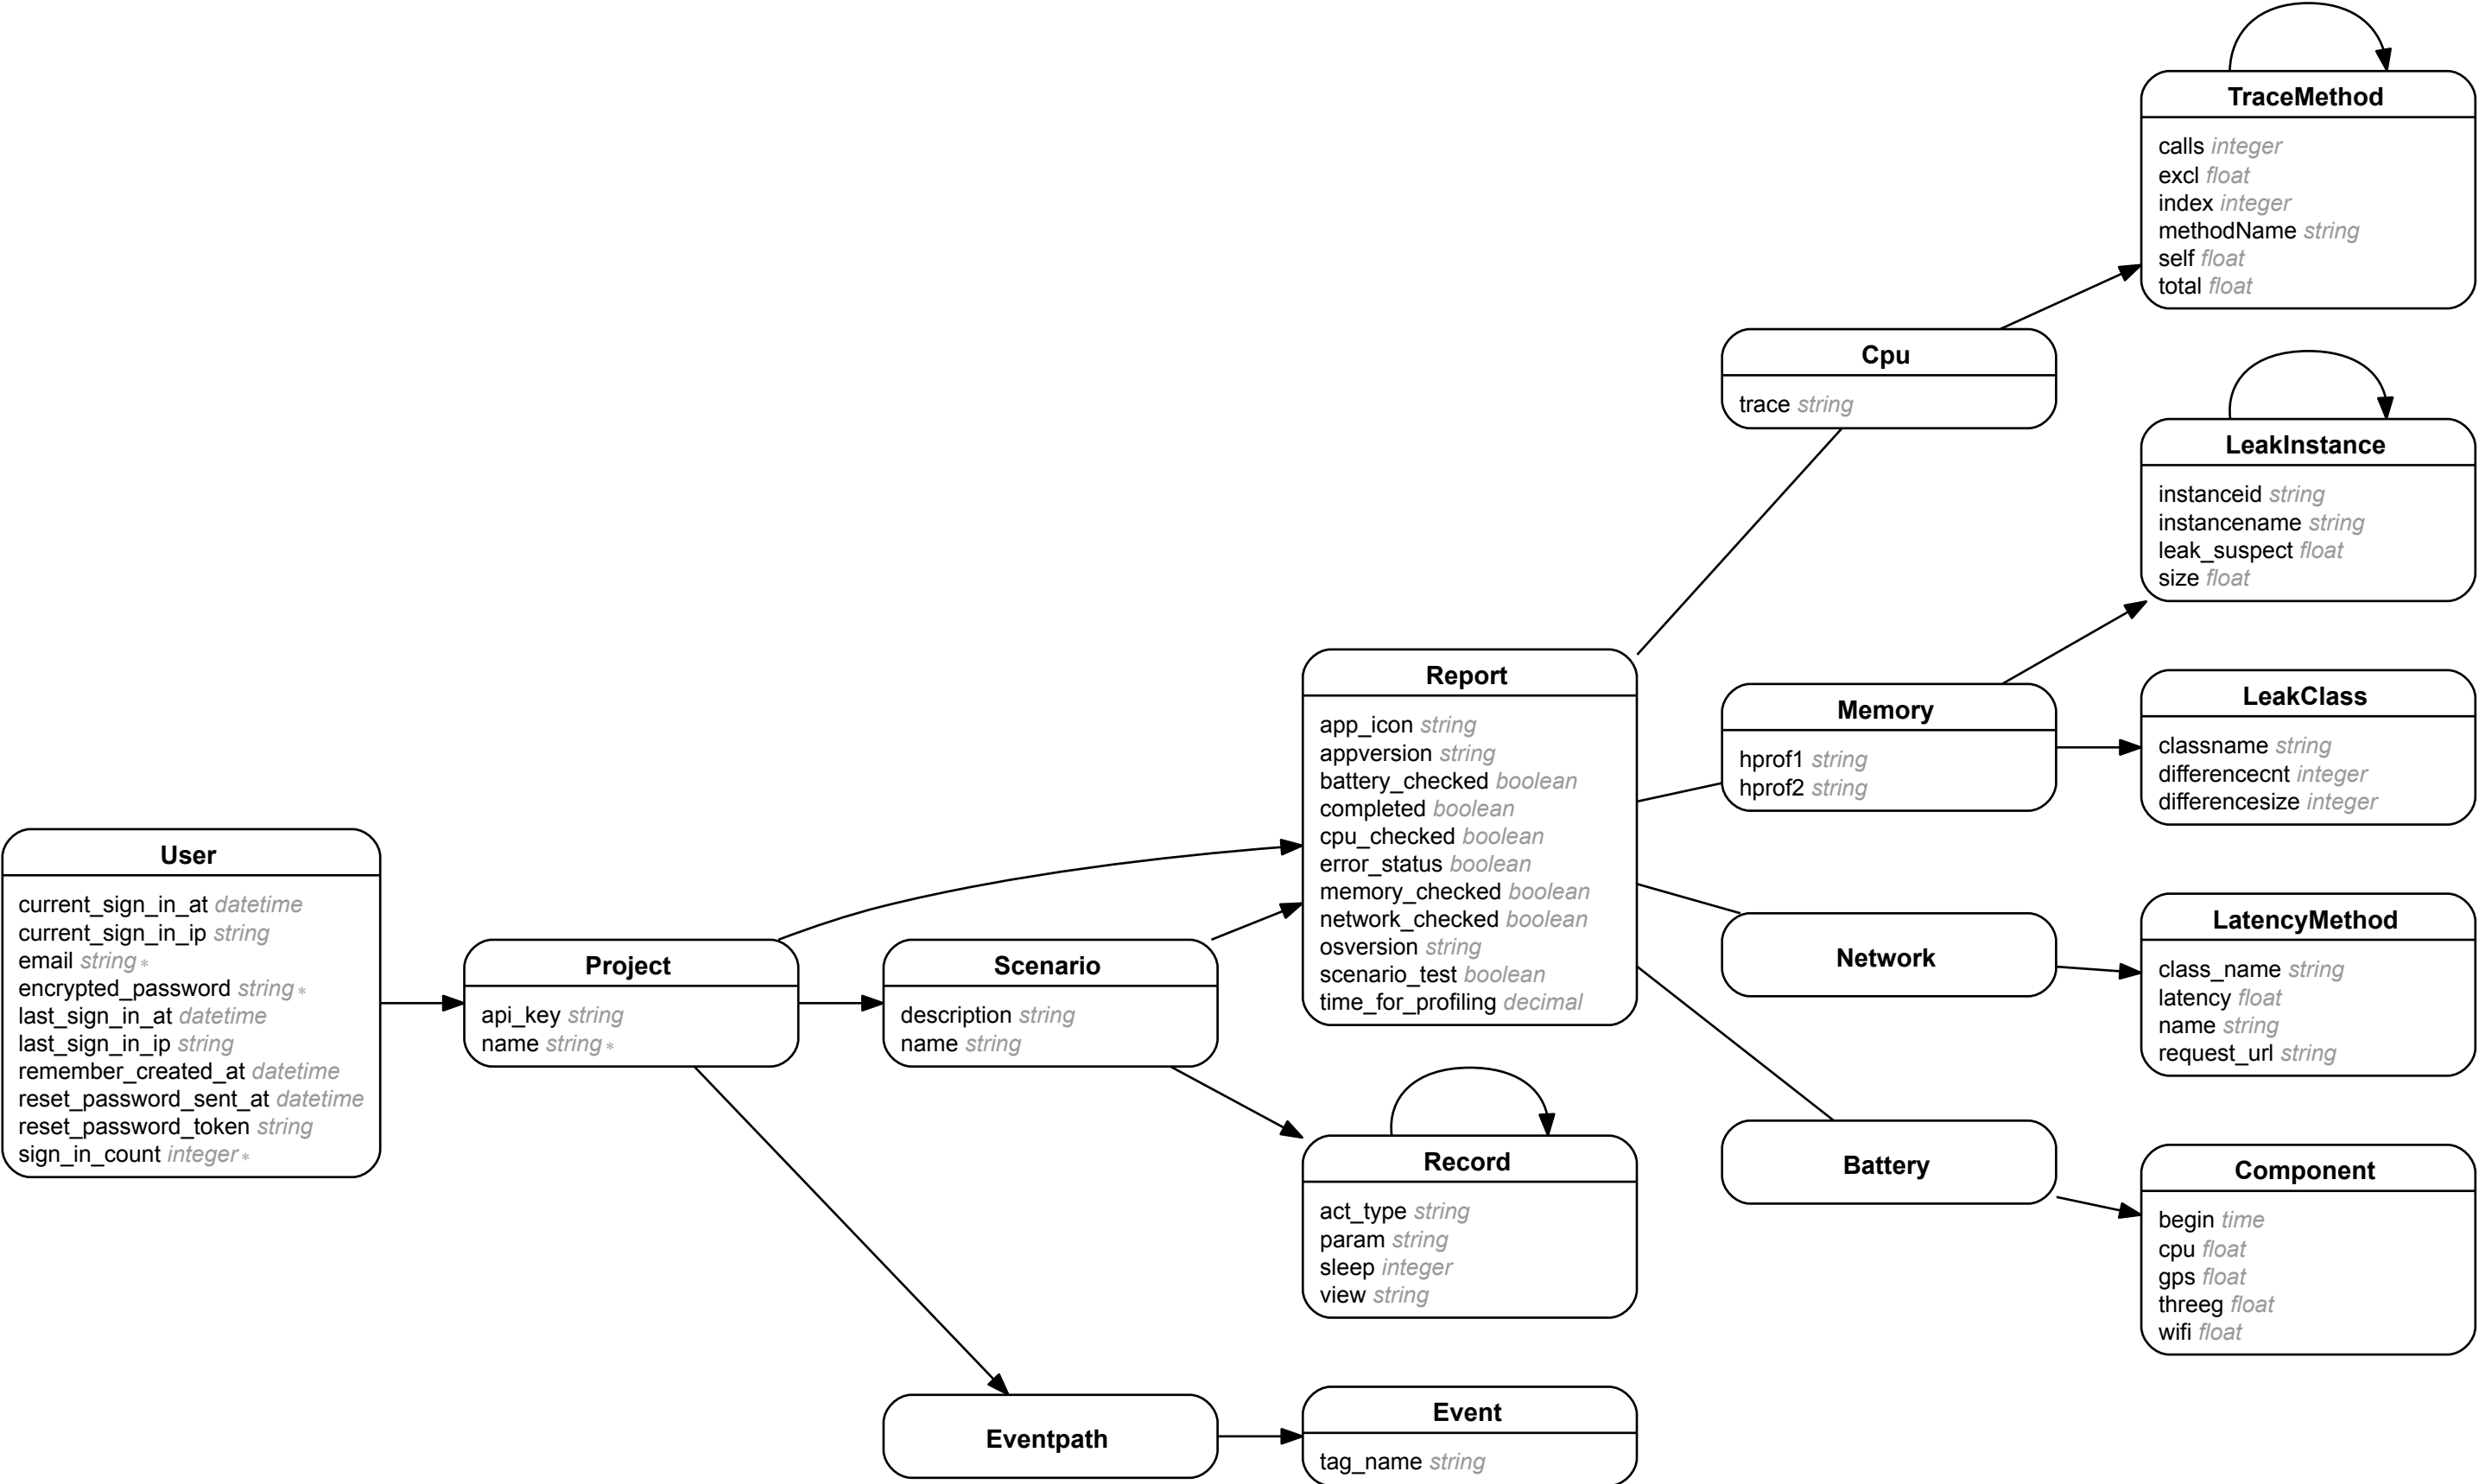 TraceMethod
calls integer
excl float
index integer
methodName string
self float
total float
Cpu
trace string
LeakInstance
instanceid string
instancename string
leak_suspect float
size float
Report
app_icon string
appversion string
battery_checked boolean
completed boolean
cpu_checked boolean
error_status boolean
memory_checked boolean
network_checked boolean
osversion string
scenario_test boolean
time_for_profiling decimal
Memory
hprof1 string
hprof2 string
LeakClass
classname string
differencecnt integer
differencesize integer
User
current_sign_in_at datetime
current_sign_in_ip string
email string *
encrypted_password string *
last_sign_in_at datetime
last_sign_in_ip string
remember_created_at datetime
reset_password_sent_at datetime
reset_password_token string
sign_in_count integer *
Project
api_key string
name string *
Scenario
description string
name string
Network
LatencyMethod
class_name string
latency float
name string
request_url string
Record
act_type string
param string
sleep integer
view string
Battery
Component
begin time
cpu float
gps float
threeg float
wifi float
Eventpath
Event
tag_name string